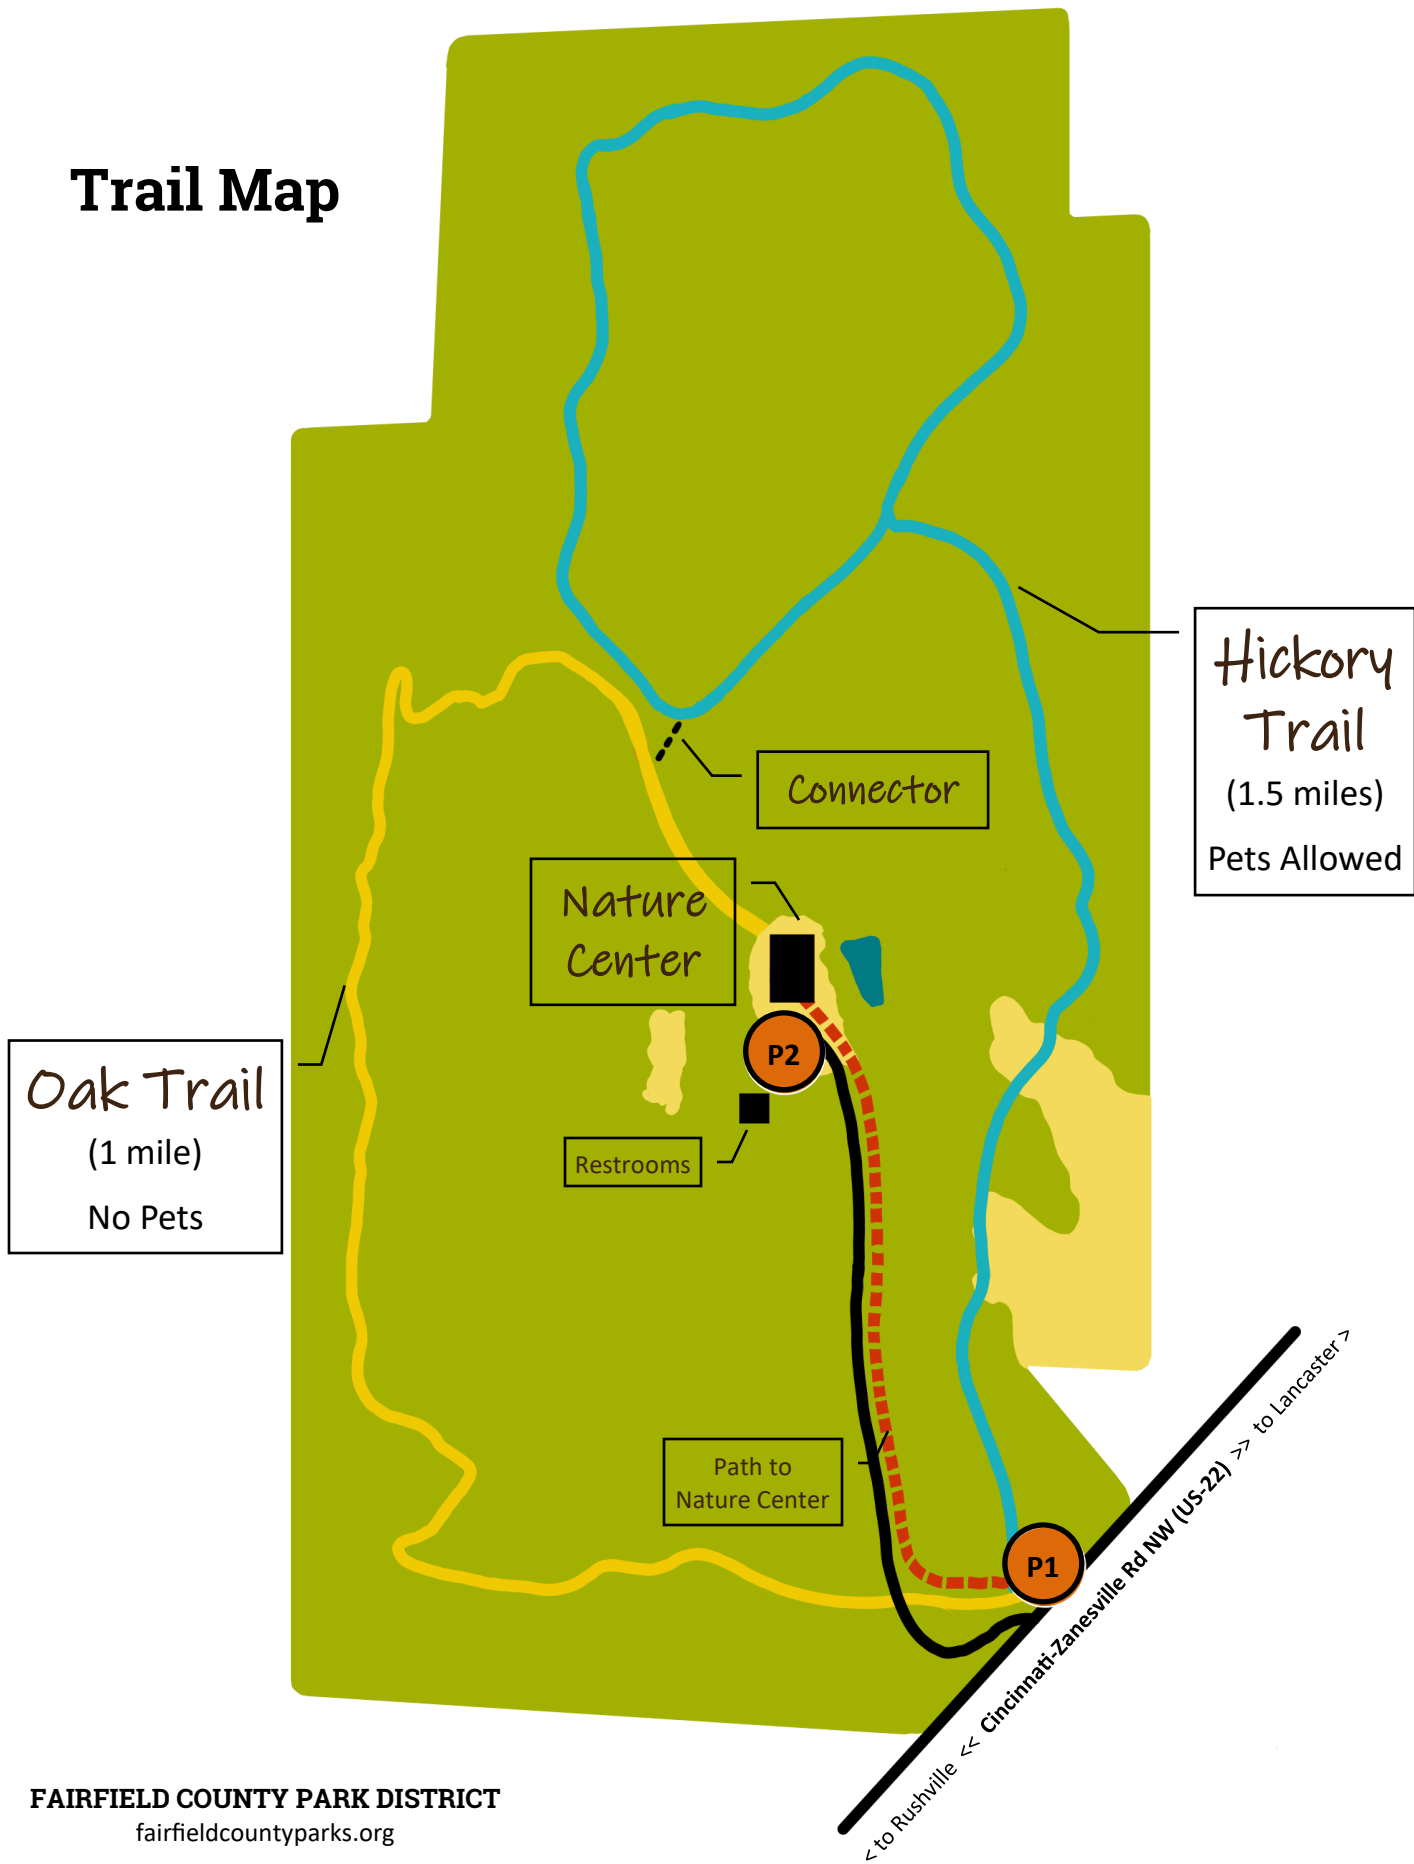 Trail Map
Hickory
Trail
(1.5 miles)
Pets Allowed
Connector
Nature
Center
P2
Oak Trail
(1 mile)
No Pets
Restrooms
Path to
Nature Center
P1
< to Rushville << Cincinnati-Zanesville Rd NW (US-22) >> to Lancaster >
FAIRFIELD COUNTY PARK DISTRICT
fairfieldcountyparks.org